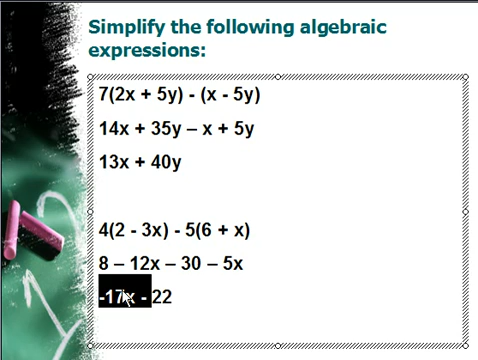 Simplify the following algebraic
expressions:
7(2x + 5y) - (x - 5y)
14x + 35y – x + 5y
13x + 40y
4(2 - 3x) - 5(6 + x)
8 – 12x – 30 – 5x
-17x - 22